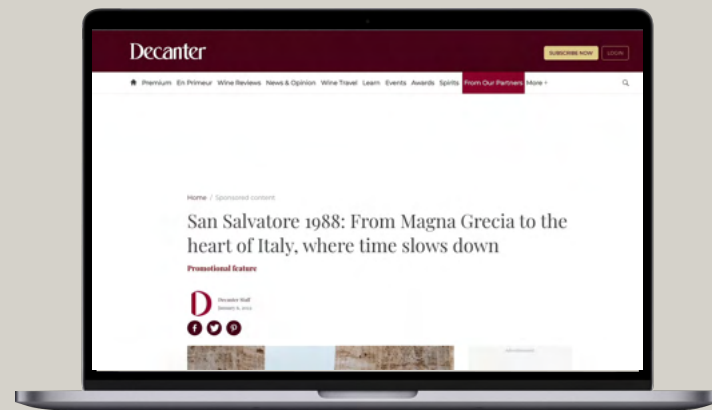 Decanter
SUBSCRIBE NOW
LOGIN
Premium En Primeur Wine Reviews News & Opinion Wine Travel Learn Events Awards Spirits From Our Partners More
Home / Sponsored content
San Salvatore 1988: From Magna Grecia to the
heart of Italy, where time slows down
Promotional feature
D
Decanter Staff